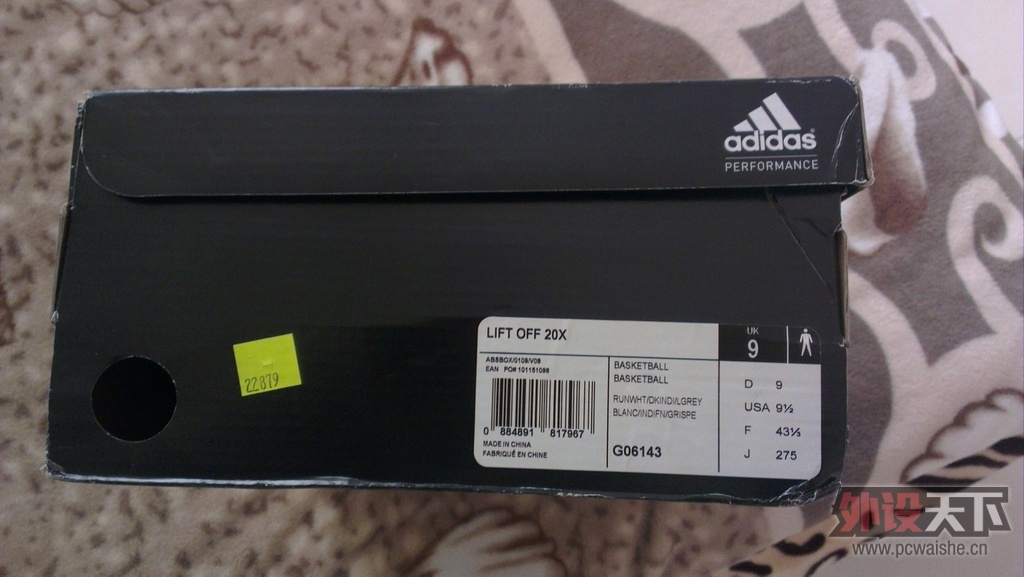 adidas®
PERFORMANCE
22879
LIFT OFF 20X
UK
9
ABSBOX/0109/V08
EAN PO# 101151096
0 884891 817967
MADE IN CHINA
FABRIQUÉ EN CHINE
BASKETBALL
BASKETBALL
RUNWHT/DKINDI/LGREY
BLANC/INDIFN/GRISPE
G06143
D 9
USA 9½
F 43⅓
J 275
外设天下
www.pcwaishe.cn